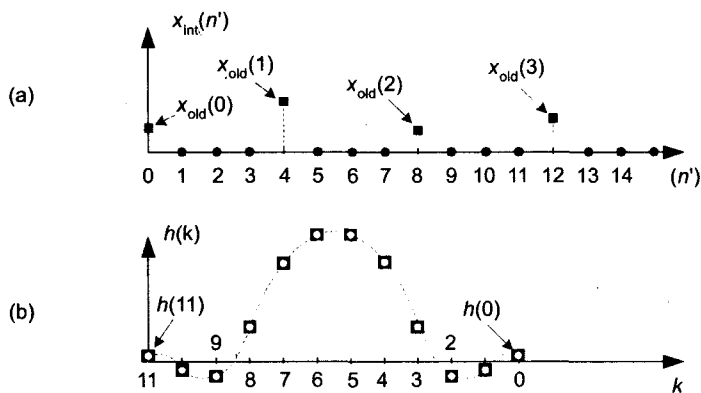 x_int(n')
(a)
x_old(0)
x_old(1)
x_old(2)
x_old(3)
0 1 2 3 4 5 6 7 8 9 10 11 12 13 14 (n')
h(k)
(b)
h(11)
9
2
h(0)
11 8 7 6 5 4 3 0 k